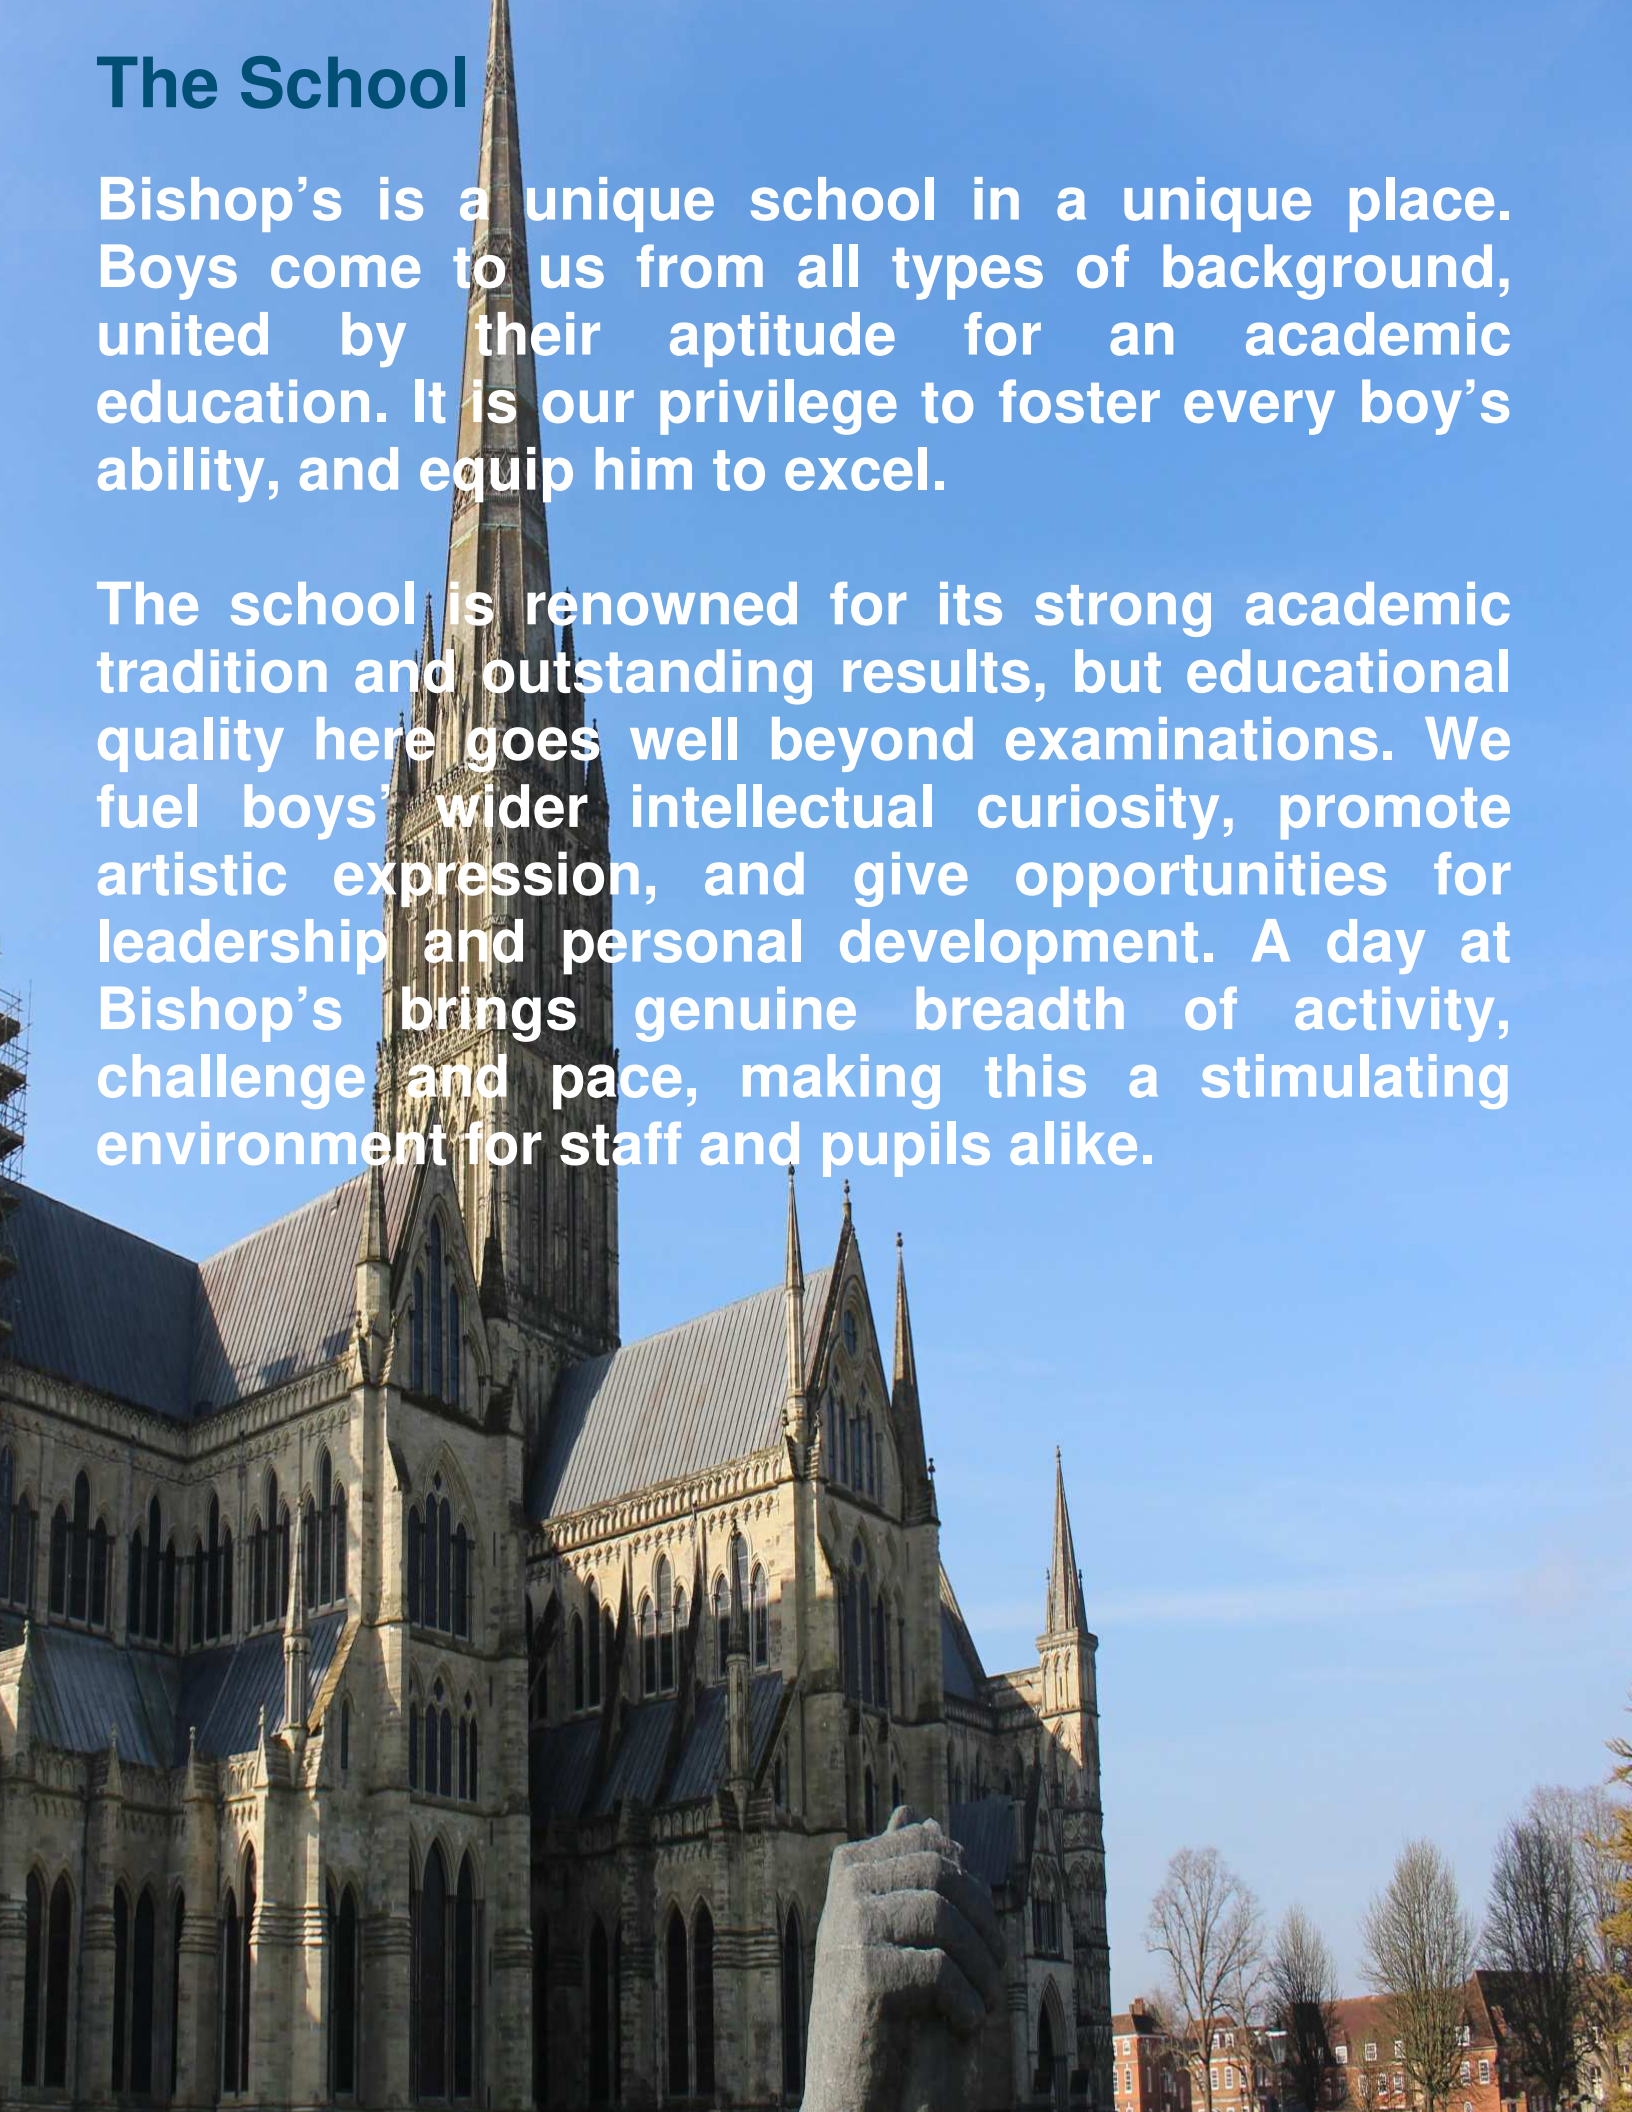 The School
Bishop’s is a unique school in a unique place.
Boys come to us from all types of background,
united by their aptitude for an academic
education. It is our privilege to foster every boy’s
ability, and equip him to excel.
The school is renowned for its strong academic
tradition and outstanding results, but educational
quality here goes well beyond examinations. We
fuel boys’ wider intellectual curiosity, promote
artistic expression, and give opportunities for
leadership and personal development. A day at
Bishop’s brings genuine breadth of activity,
challenge and pace, making this a stimulating
environment for staff and pupils alike.